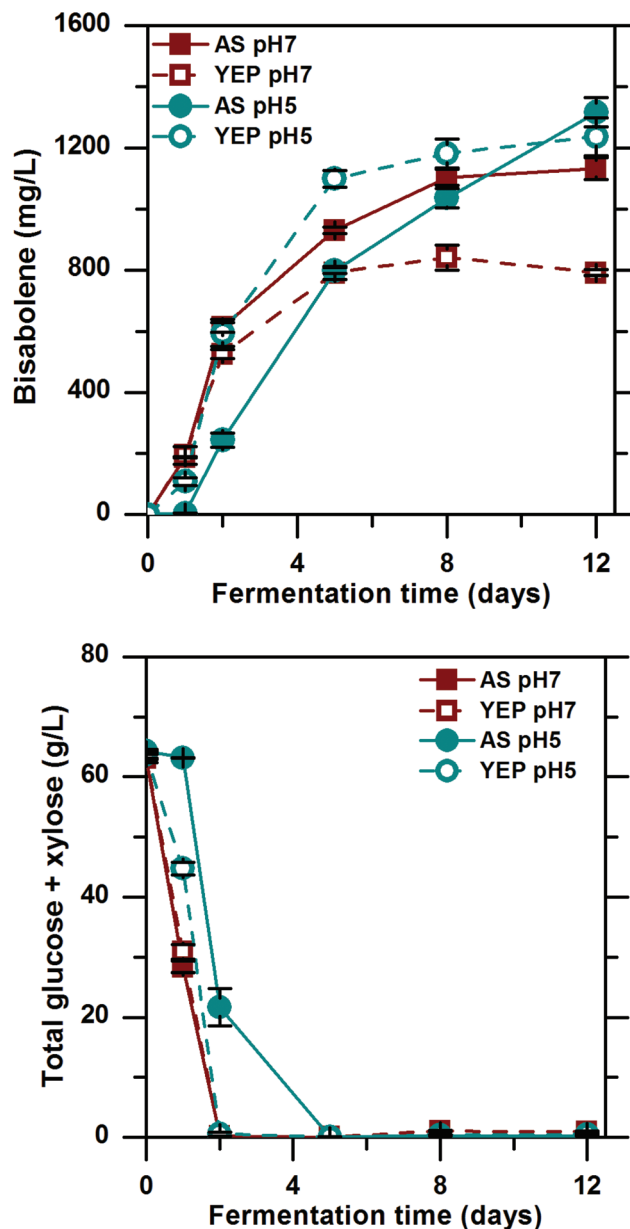 1600
1200
800
400
0
Bisabolene (mg/L)
AS pH7
YEP pH7
AS pH5
YEP pH5
0 4 8 12
Fermentation time (days)
80
60
40
20
0
Total glucose + xylose (g/L)
AS pH7
YEP pH7
AS pH5
YEP pH5
0 4 8 12
Fermentation time (days)